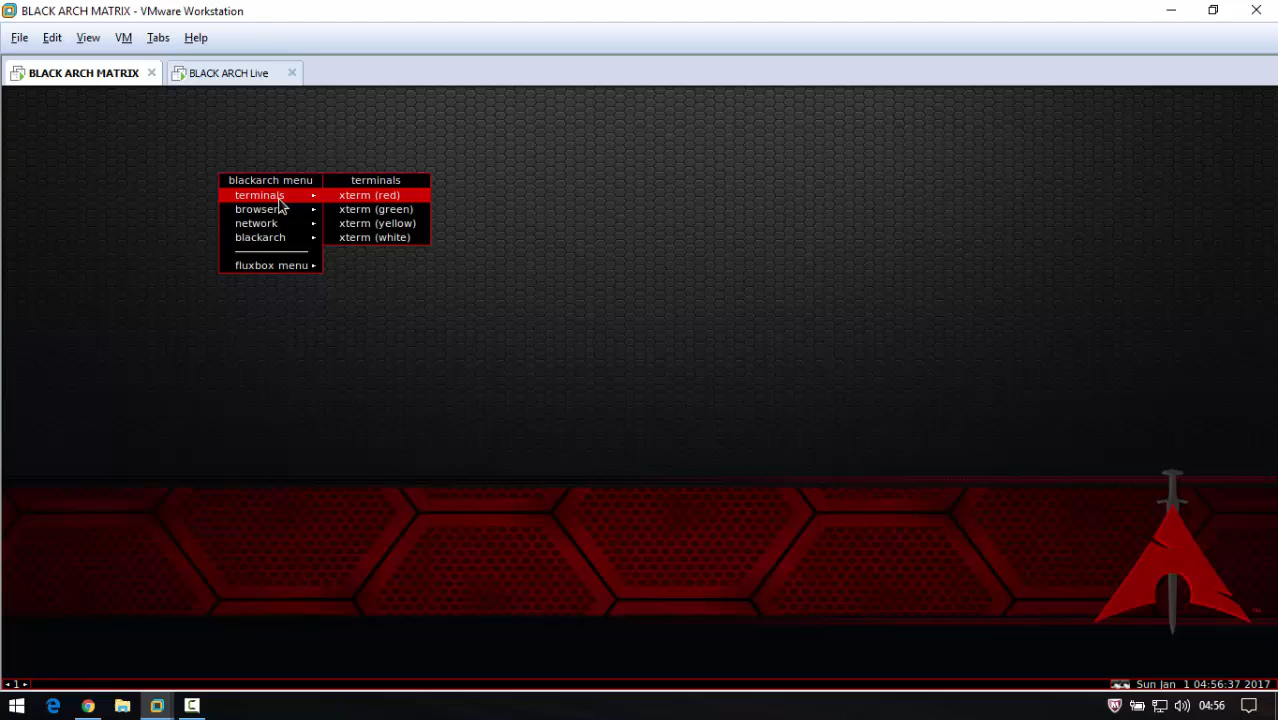 BLACK ARCH MATRIX - VMware Workstation
File Edit View VM Tabs Help
BLACK ARCH MATRIX
BLACK ARCH Live
blackarch menu
terminals
browser
network
blackarch
fluxbox menu
terminals
xterm (red)
xterm (green)
xterm (yellow)
xterm (white)
1
Sun Jan 1 04:56:37 2017
04:56